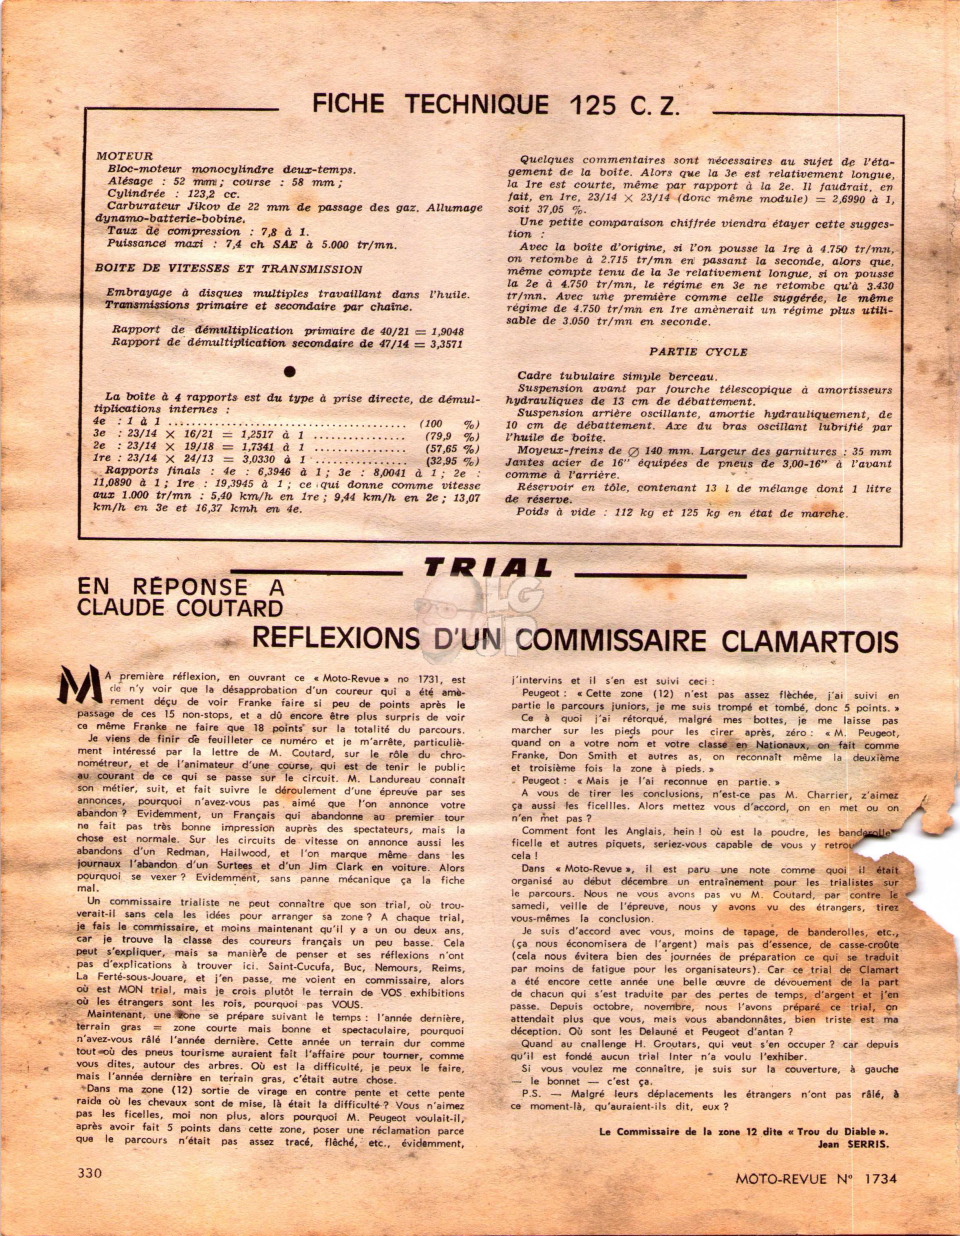 FICHE TECHNIQUE 125 C. Z.
MOTEUR
Bloc-moteur monocylindre deux-temps.
Alésage : 52 mm ; course : 58 mm ;
Cylindrée : 123,2 cc.
Carburateur Jikov de 22 mm de passage des gaz. Allumage
dynamo-batterie-bobine.
Taux de compression : 7,8 à 1.
Puissance maxi : 7,4 ch SAE à 5.000 tr/mn.
BOITE DE VITESSES ET TRANSMISSION
Embrayage à disques multiples travaillant dans l'huile.
Transmissions primaire et secondaire par chaîne.
Rapport de démultiplication primaire de 40/21 = 1,9048
Rapport de démultiplication secondaire de 47/14 = 3,3571
●
La boîte à 4 rapports est du type à prise directe, de démul-
tiplications internes :
4e : 1 à 1 ........................................ (100 %)
3e : 23/14 × 16/21 = 1,2517 à 1 ................ (79,9 %)
2e : 23/14 × 19/18 = 1,7341 à 1 ................ (57,65 %)
1re : 23/14 × 24/13 = 3,0330 à 1 ................ (32,95 %)
Rapports finals : 4e : 6,3946 à 1 ; 3e : 8,0041 à 1 ; 2e :
11,0890 à 1 ; 1re : 19,3945 à 1 ; ce qui donne comme vitesse
aux 1.000 tr/mn : 5,40 km/h en 1re ; 9,44 km/h en 2e ; 13,07
km/h en 3e et 16,37 kmh en 4e.
Quelques commentaires sont nécessaires au sujet de l'éta-
gement de la boîte. Alors que la 3e est relativement longue,
la 1re est courte, même par rapport à la 2e. Il faudrait, en
fait, en 1re, 23/14 × 23/14 (donc même module) = 2,6990 à 1,
soit 37,05 %.
Une petite comparaison chiffrée viendra étayer cette sugges-
tion :
Avec la boîte d'origine, si l'on pousse la 1re à 4.750 tr/mn,
on retombe à 2.715 tr/mn en passant la seconde, alors que,
même compte tenu de la 3e relativement longue, si on pousse
la 2e à 4.750 tr/mn, le régime en 3e ne retombe qu'à 3.430
tr/mn. Avec une première comme celle suggérée, le même
régime de 4.750 tr/mn en 1re amènerait un régime plus utili-
sable de 3.050 tr/mn en seconde.
PARTIE CYCLE
Cadre tubulaire simple berceau.
Suspension avant par fourche télescopique à amortisseurs
hydrauliques de 13 cm de débattement.
Suspension arrière oscillante, amortie hydrauliquement, de
10 cm de débattement. Axe du bras oscillant lubrifié par
l'huile de boîte.
Moyeux-freins de ∅ 140 mm. Largeur des garnitures : 35 mm
Jantes acier de 16" équipées de pneus de 3,00-16" à l'avant
comme à l'arrière.
Réservoir en tôle, contenant 13 l de mélange dont 1 litre
de réserve.
Poids à vide : 112 kg et 125 kg en état de marche.
TRIAL
EN RÉPONSE A
CLAUDE COUTARD
REFLEXIONS D'UN COMMISSAIRE CLAMARTOIS
MA première réflexion, en ouvrant ce « Moto-Revue » no 1731, est
de n'y voir que la désapprobation d'un coureur qui a été amè-
rement déçu de voir Franke faire si peu de points après le
passage de ces 15 non-stops, et a dû encore être plus surpris de voir
ce même Franke ne faire que 18 points sur la totalité du parcours.
Je viens de finir de feuilleter ce numéro et je m'arrête, particuliè-
ment intéressé par la lettre de M. Coutard, sur le rôle du chro-
nométreur, et de l'animateur d'une course, qui est de tenir le public
au courant de ce qui se passe sur le circuit. M. Landureau connaît
son métier, suit, et fait suivre le déroulement d'une épreuve par ses
annonces, pourquoi n'avez-vous pas aimé que l'on annonce votre
abandon ? Evidemment, un Français qui abandonne au premier tour
ne fait pas très bonne impression auprès des spectateurs, mais la
chose est normale. Sur les circuits de vitesse on annonce aussi les
abandons d'un Redman, Hailwood, et l'on marque même dans les
journaux l'abandon d'un Surtees et d'un Jim Clark en voiture. Alors
pourquoi se vexer ? Evidemment, sans panne mécanique ça la fiche
mal.
Un commissaire trialiste ne peut connaître que son trial, où trou-
verait-il sans cela les idées pour arranger sa zone ? A chaque trial,
je fais le commissaire, et moins maintenant qu'il y a un ou deux ans,
car je trouve la classe des coureurs français un peu basse. Cela
peut s'expliquer, mais sa manière de penser et ses réflexions n'ont
pas d'explications à trouver ici. Saint-Cucufa, Buc, Nemours, Reims,
La Ferté-sous-Jouare, et j'en passe, me voient en commissaire, alors
où est MON trial, mais je crois plutôt le terrain de VOS exhibitions
où les étrangers sont les rois, pourquoi pas VOUS.
Maintenant, une zone se prépare suivant le temps : l'année dernière,
terrain gras = zone courte mais bonne et spectaculaire, pourquoi
n'avez-vous râlé l'année dernière. Cette année un terrain dur comme
tout où des pneus tourisme auraient fait l'affaire pour tourner, comme
vous dites, autour des arbres. Où est la difficulté, je peux le faire,
mais l'année dernière en terrain gras, c'était autre chose.
Dans ma zone (12) sortie de virage en contre pente et cette pente
raide où les chevaux sont de mise, là était la difficulté ? Vous n'aimez
pas les ficelles, moi non plus, alors pourquoi M. Peugeot voulait-il,
après avoir fait 5 points dans cette zone, poser une réclamation parce
que le parcours n'était pas assez tracé, flêché, etc., évidemment,
j'intervins et il s'en est suivi ceci :
Peugeot : « Cette zone (12) n'est pas assez flèchée, j'ai suivi en
partie le parcours juniors, je me suis trompé et tombé, donc 5 points. »
Ce à quoi j'ai rétorqué, malgré mes bottes, je me laisse pas
marcher sur les pieds pour les cirer après, zéro : « M. Peugeot,
quand on a votre nom et votre classe en Nationaux, on fait comme
Franke, Don Smith et autres as, on reconnaît même la deuxième
et troisième fois la zone à pieds. »
Peugeot : « Mais je l'ai reconnue en partie. »
A vous de tirer les conclusions, n'est-ce pas M. Charrier, z'aimez
ça aussi les ficellles. Alors mettez vous d'accord, on en met ou on
n'en met pas ?
Comment font les Anglais, hein ! où est la poudre, les banderolle
ficelle et autres piquets, seriez-vous capable de vous y retrou
cela !
Dans « Moto-Revue », il est paru une note comme quoi il était
organisé au début décembre un entraînement pour les trialistes sur
le parcours. Nous ne vous avons pas vu M. Coutard, par contre le
samedi, veille de l'épreuve, nous y avons vu des étrangers, tirez
vous-mêmes la conclusion.
Je suis d'accord avec vous, moins de tapage, de banderolles, etc.,
(ça nous économisera de l'argent) mais pas d'essence, de casse-croûte
(cela nous évitera bien des journées de préparation ce qui se traduit
par moins de fatigue pour les organisateurs). Car ce trial de Clamart
a été encore cette année une belle œuvre de dévouement de la part
de chacun qui s'est traduite par des pertes de temps, d'argent et j'en
passe. Depuis octobre, novembre, nous l'avons préparé ce trial, on
attendait plus que vous, mais vous abandonnâtes, bien triste est ma
déception. Où sont les Delauné et Peugeot d'antan ?
Quand au cnallenge H. Groutars, qui veut s'en occuper ? car depuis
qu'il est fondé aucun trial Inter n'a voulu l'exhiber.
Si vous voulez me connaître, je suis sur la couverture, à gauche
— le bonnet — c'est ça.
P.S. — Malgré leurs déplacements les étrangers n'ont pas râlé, à
ce moment-là, qu'auraient-ils dit, eux ?
Le Commissaire de la zone 12 dite « Trou du Diable ».
Jean SERRIS.
330
MOTO-REVUE N° 1734